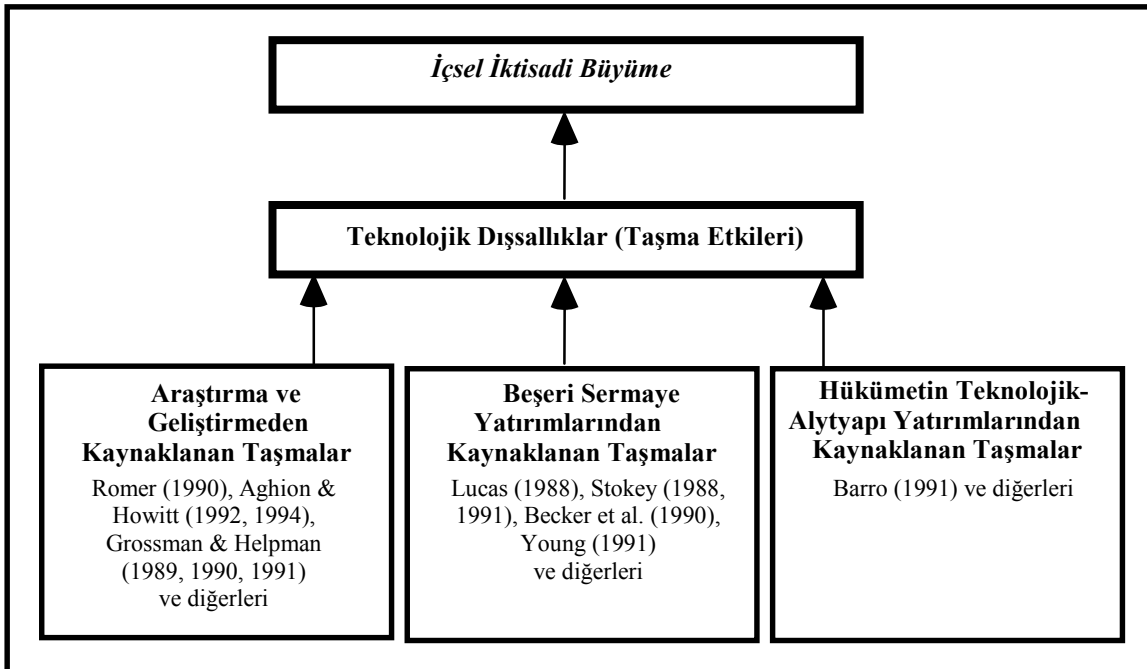 İçsel İktisadi Büyüme
Teknolojik Dışsallıklar (Taşma Etkileri)
Araştırma ve
Geliştirmeden
Kaynaklanan Taşmalar
Romer (1990), Aghion &
Howitt (1992, 1994),
Grossman & Helpman
(1989, 1990, 1991)
ve diğerleri
Beşeri Sermaye
Yatırımlarından
Kaynaklanan Taşmalar
Lucas (1988), Stokey (1988,
1991), Becker et al. (1990),
Young (1991)
ve diğerleri
Hükümetin Teknolojik-
Alytyapı Yatırımlarından
Kaynaklanan Taşmalar
Barro (1991) ve diğerleri